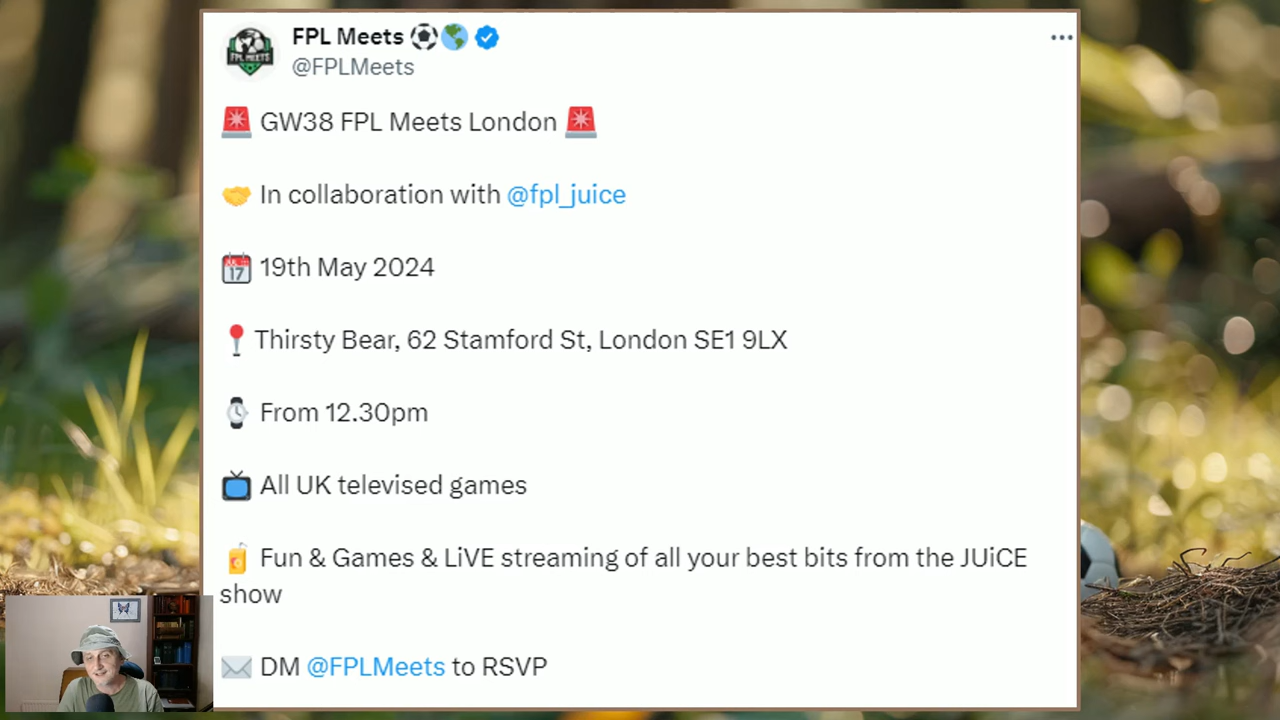 FPL Meets ⚽🌎
@FPLMeets
FPL MEETS
🚨 GW38 FPL Meets London 🚨
🤝 In collaboration with @fpl_juice
📅 19th May 2024
📍Thirsty Bear, 62 Stamford St, London SE1 9LX
⌚ From 12.30pm
📺 All UK televised games
🧃 Fun & Games & LiVE streaming of all your best bits from the JUiCE
show
✉️ DM @FPLMeets to RSVP